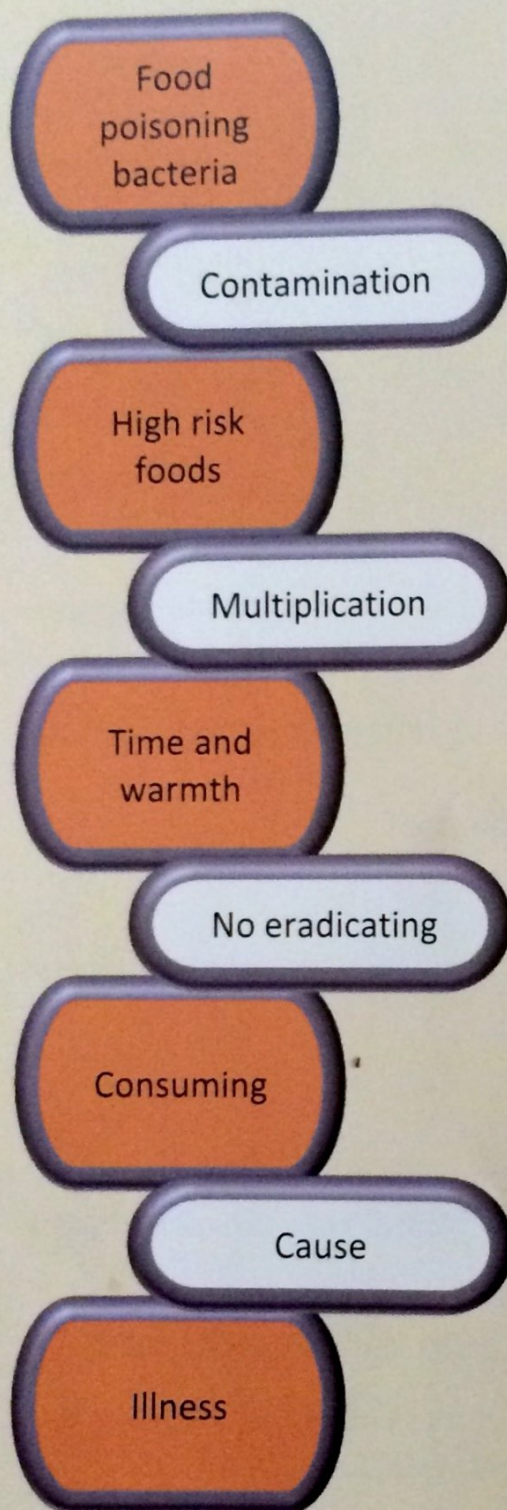 Food
poisoning
bacteria
Contamination
High risk
foods
Multiplication
Time and
warmth
No eradicating
Consuming
Cause
Illness